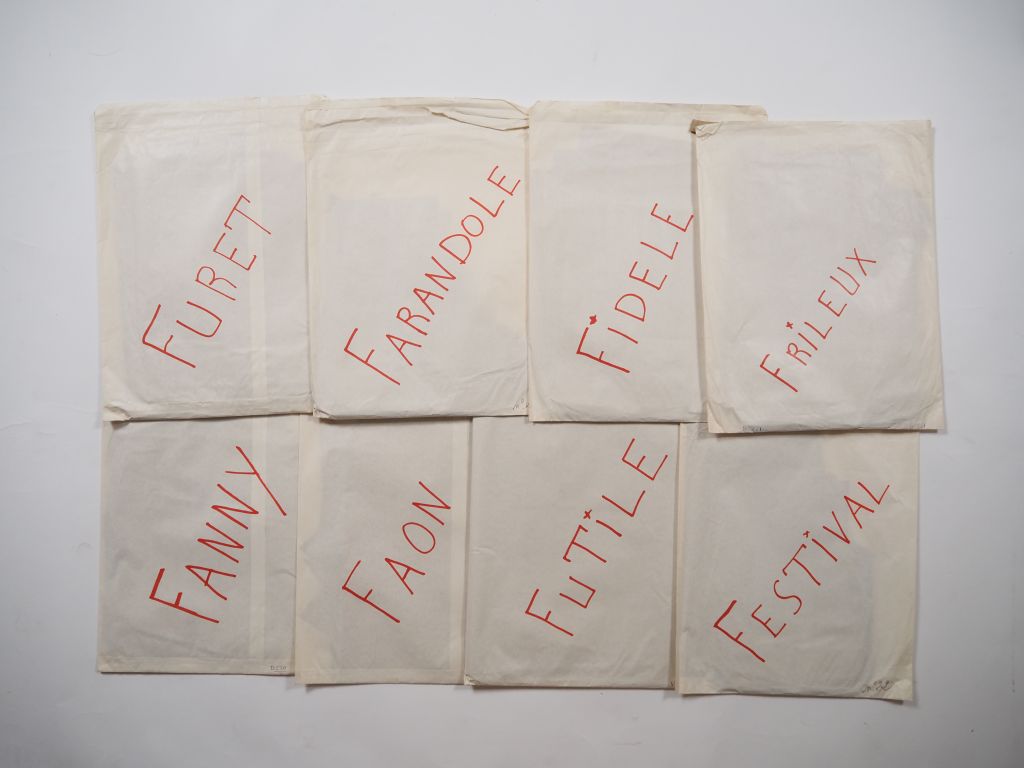 FURET
FARANDOLE
FIDELE
FRILEUX
FANNY
FAON
FUTILE
FESTIVAL